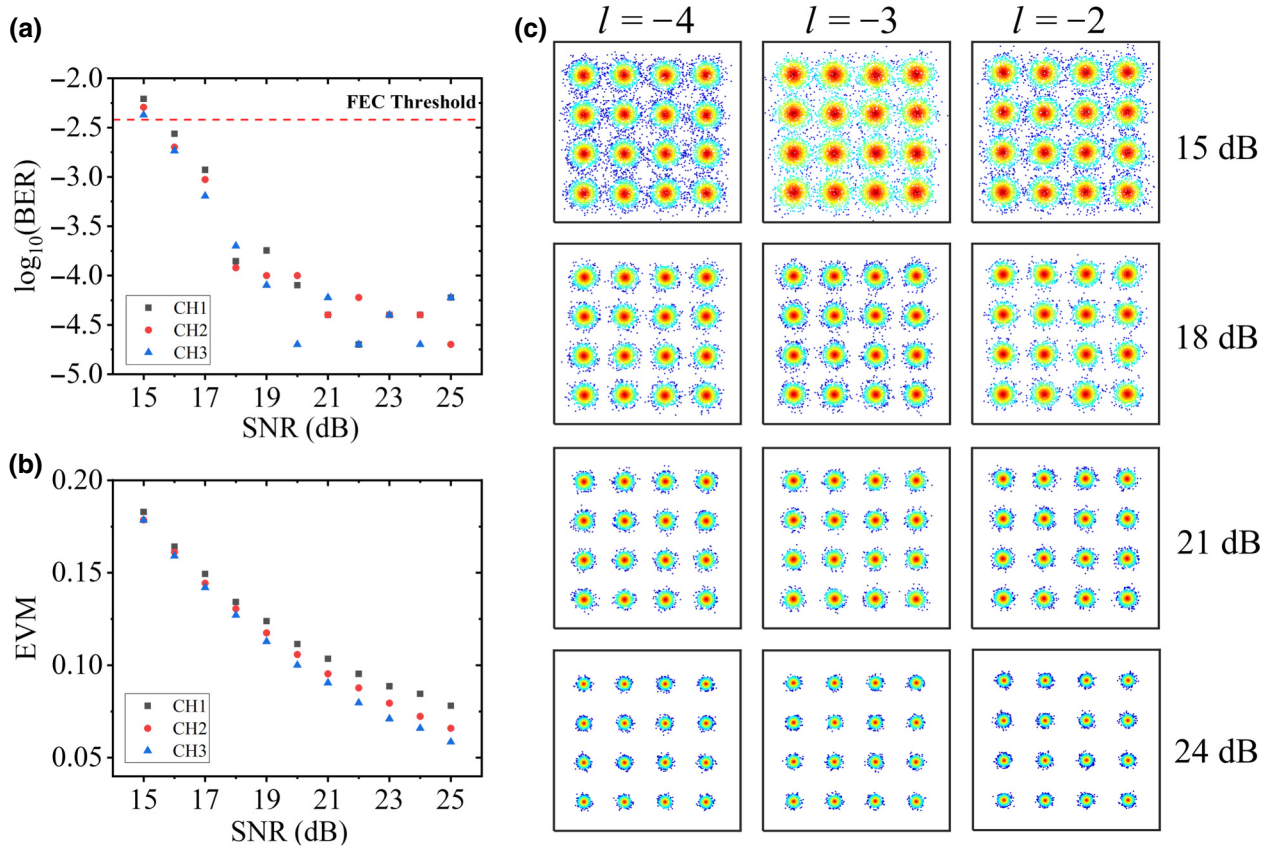 (a)
−2.0
−2.5
−3.0
−3.5
−4.0
−4.5
−5.0
log₁₀(BER)
FEC Threshold
CH1
CH2
CH3
15 17 19 21 23 25
SNR (dB)
(b)
0.20
0.15
0.10
0.05
EVM
CH1
CH2
CH3
15 17 19 21 23 25
SNR (dB)
(c)
l = −4 l = −3 l = −2
15 dB
18 dB
21 dB
24 dB